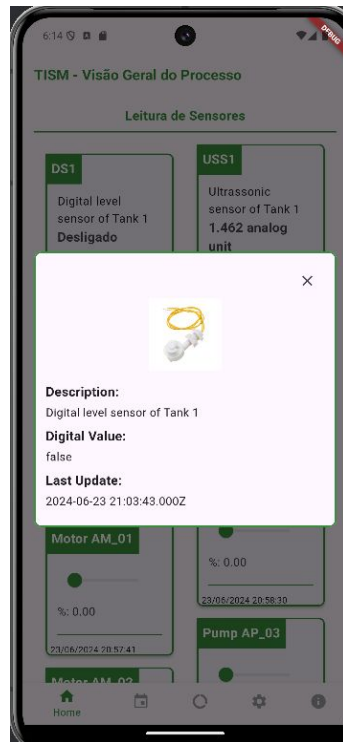 6:14
DEBUG
TISM - Visão Geral do Processo
Leitura de Sensores
DS1
Digital level
sensor of Tank 1
Desligado
USS1
Ultrassonic
sensor of Tank 1
1.462 analog
unit
Description:
Digital level sensor of Tank 1
Digital Value:
false
Last Update:
2024-06-23 21:03:43.000Z
Motor AM_01
%: 0.00
23/06/2024 20:57:41
%: 0.00
23/06/2024 20:58:30
Pump AP_03
Motor AM_02
Home